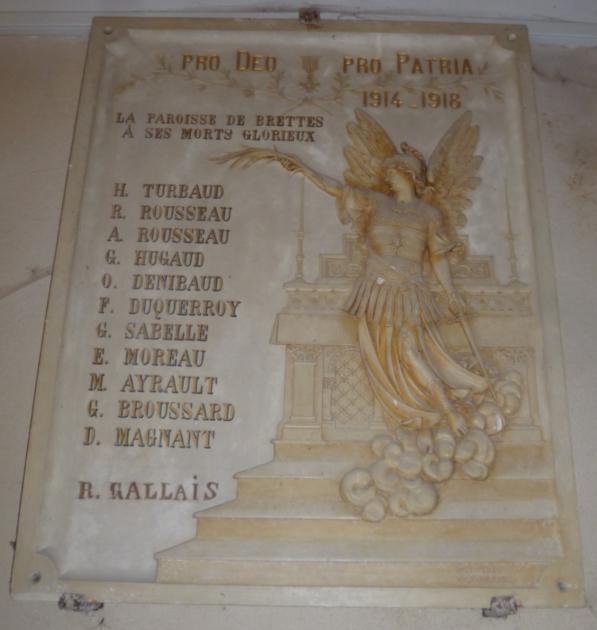 PRO DEO PRO PATRIA
1914-1918
LA PAROISSE DE BRETTES
À SES MORTS GLORIEUX
H. TURBAUD
R. ROUSSEAU
A. ROUSSEAU
G. HUGAUD
O. DENIBAUD
F. DUQUERROY
G. SABELLE
E. MOREAU
M. AYRAULT
G. BROUSSARD
D. MAGNANT
R. GALLAIS